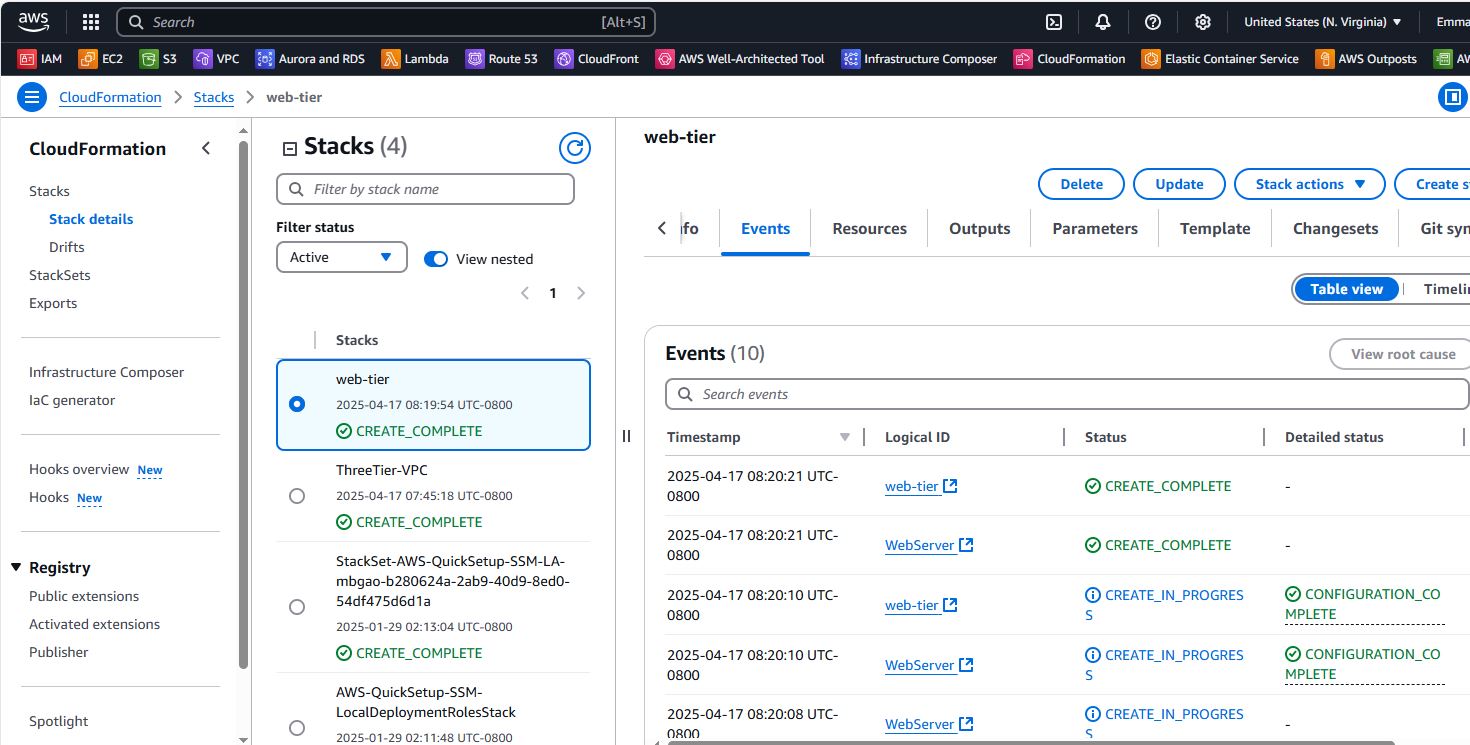 aws
Search [Alt+S]
United States (N. Virginia)
Emma
IAM EC2 S3 VPC Aurora and RDS Lambda Route 53 CloudFront AWS Well-Architected Tool Infrastructure Composer CloudFormation Elastic Container Service AWS Outposts AW
CloudFormation > Stacks > web-tier
CloudFormation
Stacks
Stack details
Drifts
StackSets
Exports
Infrastructure Composer
IaC generator
Hooks overview New
Hooks New
Registry
Public extensions
Activated extensions
Publisher
Spotlight
Stacks (4)
Filter by stack name
Filter status
Active
View nested
1
Stacks
web-tier
2025-04-17 08:19:54 UTC-0800
CREATE_COMPLETE
ThreeTier-VPC
2025-04-17 07:45:18 UTC-0800
CREATE_COMPLETE
StackSet-AWS-QuickSetup-SSM-LA-
mbgao-b280624a-2ab9-40d9-8ed0-
54df475d6d1a
2025-01-29 02:13:04 UTC-0800
CREATE_COMPLETE
AWS-QuickSetup-SSM-
LocalDeploymentRolesStack
2025-01-29 02:11:48 UTC-0800
web-tier
Delete Update Stack actions Create s
fo Events Resources Outputs Parameters Template Changesets Git syn
Table view Timelin
Events (10)
View root cause
Search events
Timestamp Logical ID Status Detailed status
2025-04-17 08:20:21 UTC-
0800
web-tier
CREATE_COMPLETE
-
2025-04-17 08:20:21 UTC-
0800
WebServer
CREATE_COMPLETE
-
2025-04-17 08:20:10 UTC-
0800
web-tier
CREATE_IN_PROGRES
S
CONFIGURATION_CO
MPLETE
2025-04-17 08:20:10 UTC-
0800
WebServer
CREATE_IN_PROGRES
S
CONFIGURATION_CO
MPLETE
2025-04-17 08:20:08 UTC-
0800
WebServer
CREATE_IN_PROGRES
S
-